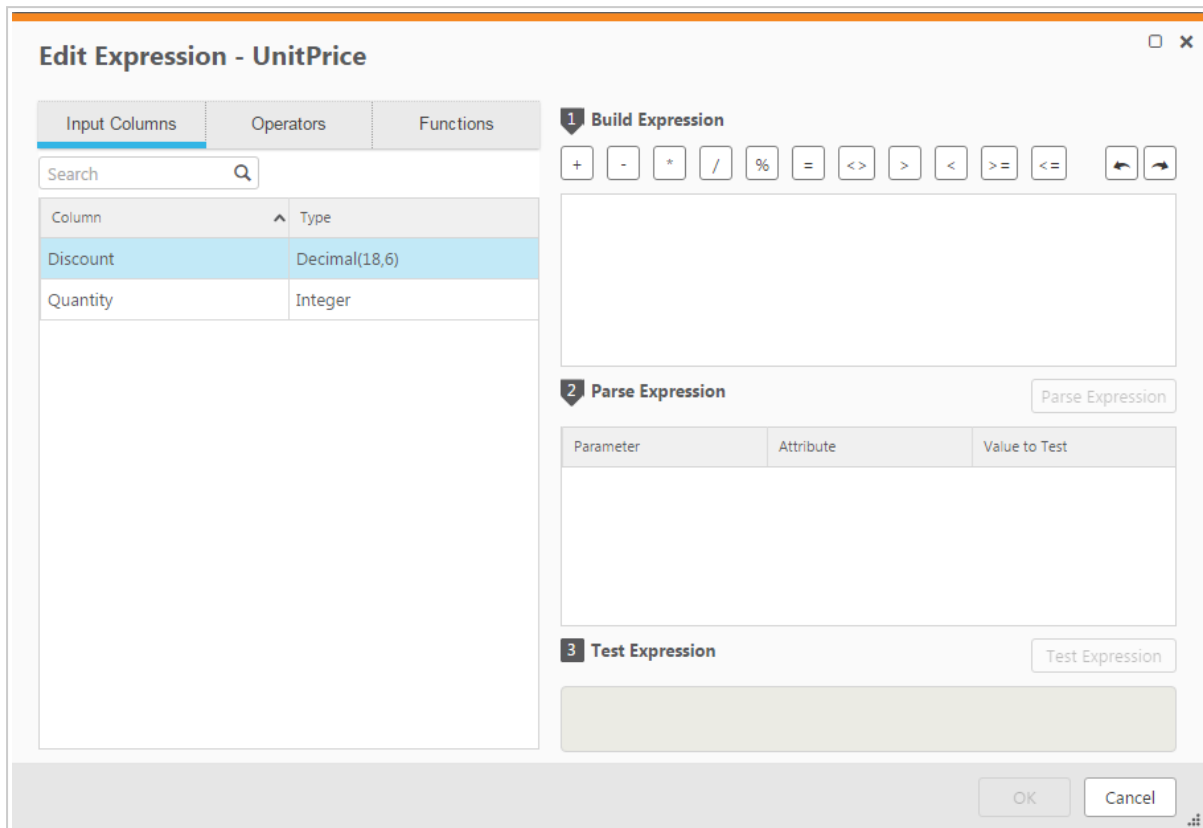 Edit Expression - UnitPrice
Input Columns Operators Functions
Search
Column Type
Discount Decimal(18,6)
Quantity Integer
1 Build Expression
+ - * / % = <> > < >= <=
2 Parse Expression Parse Expression
Parameter Attribute Value to Test
3 Test Expression Test Expression
OK Cancel